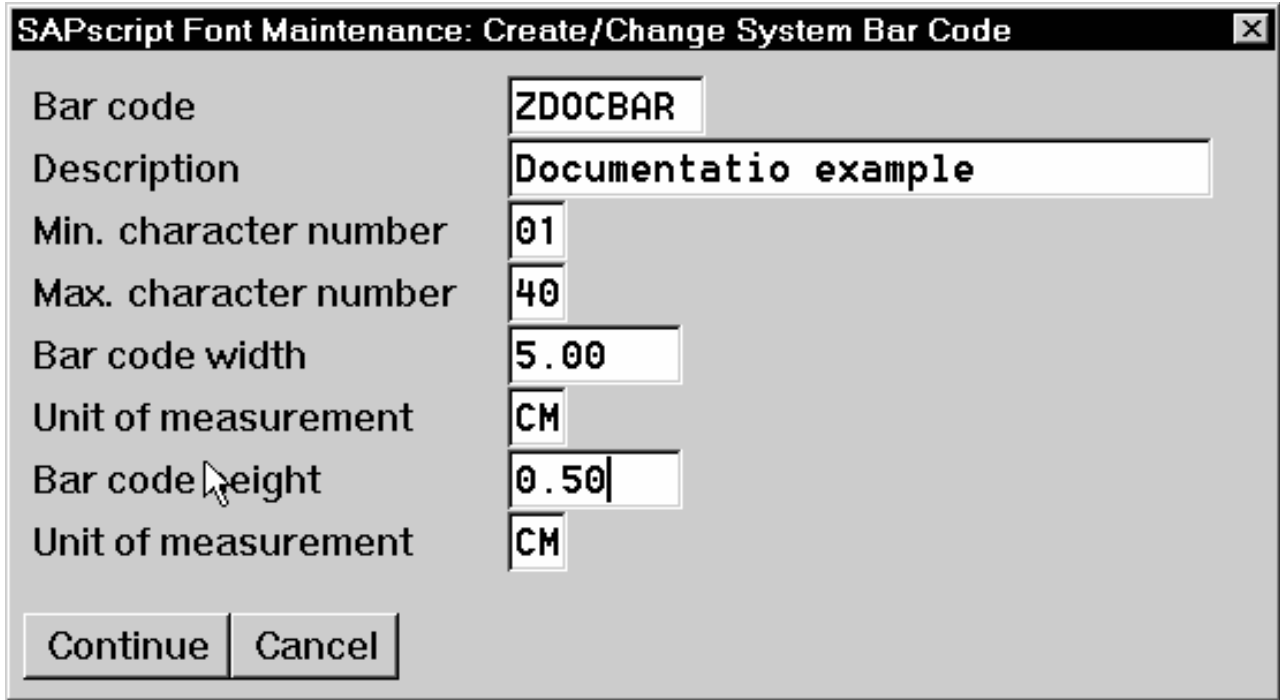 SAPscript Font Maintenance: Create/Change System Bar Code
Bar code ZDOCBAR
Description Documentatio example
Min. character number 01
Max. character number 40
Bar code width 5.00
Unit of measurement CM
Bar code height 0.50
Unit of measurement CM
Continue Cancel